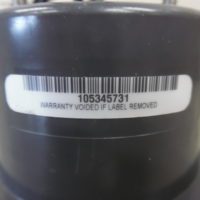 105345731
WARRANTY VOIDED IF LABEL REMOVED